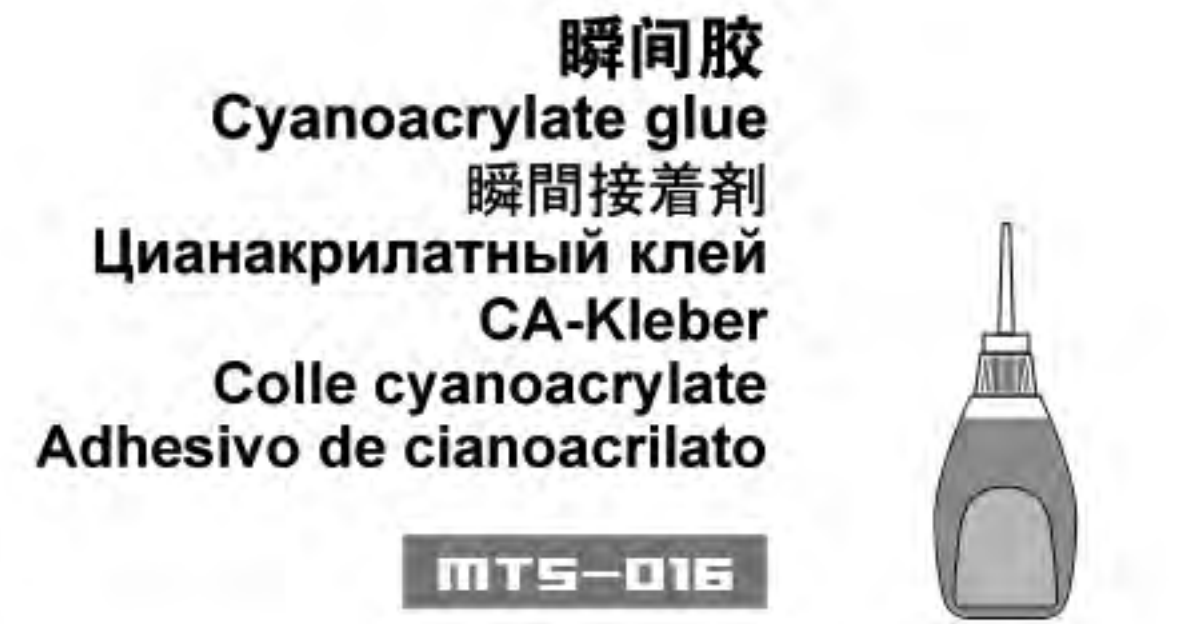 瞬间胶
Cyanoacrylate glue
瞬間接着剤
Цианакрилатный клей
CA-Kleber
Colle cyanoacrylate
Adhesivo de cianoacrilato
MTS-016